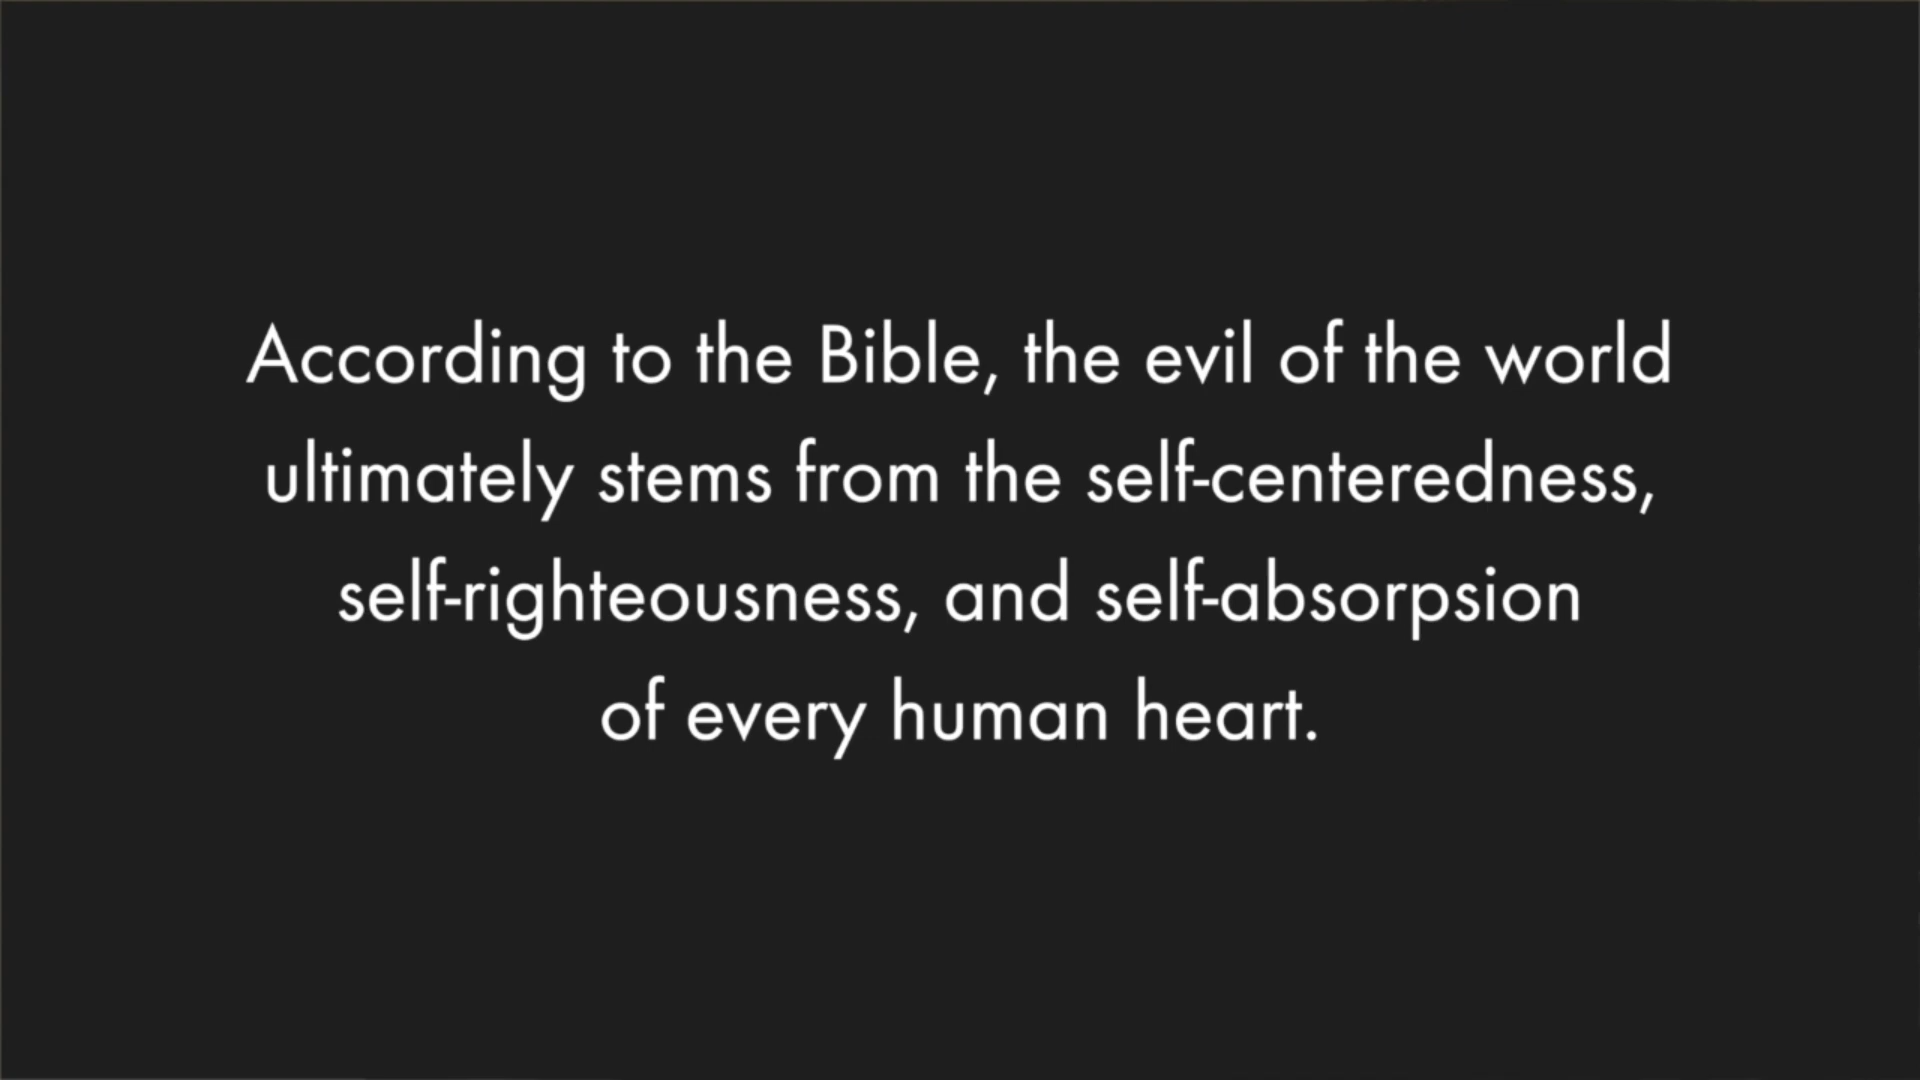 According to the Bible, the evil of the world
ultimately stems from the self-centeredness,
self-righteousness, and self-absorpsion
of every human heart.